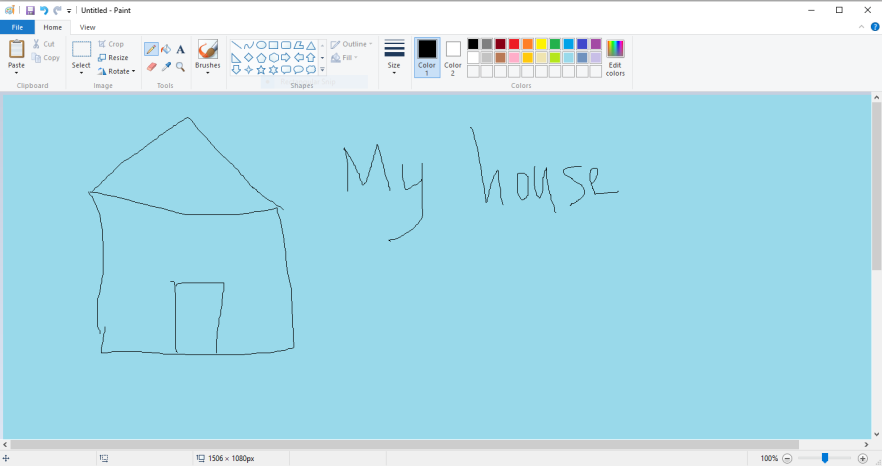 Untitled - Paint
File Home View
Paste Cut Copy Select Crop Resize Rotate Brushes A Outline Fill Size Color 1 Color 2 Edit colors
Clipboard Image Tools Shapes Colors
My house
1506 × 1080px 100%